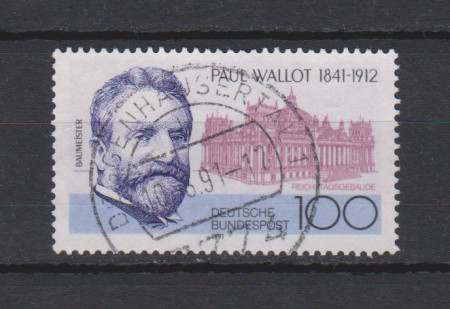 PAUL WALLOT 1841-1912
BAUMEISTER
REICHSTAGSGEBÄUDE
DEUTSCHE
BUNDESPOST
100